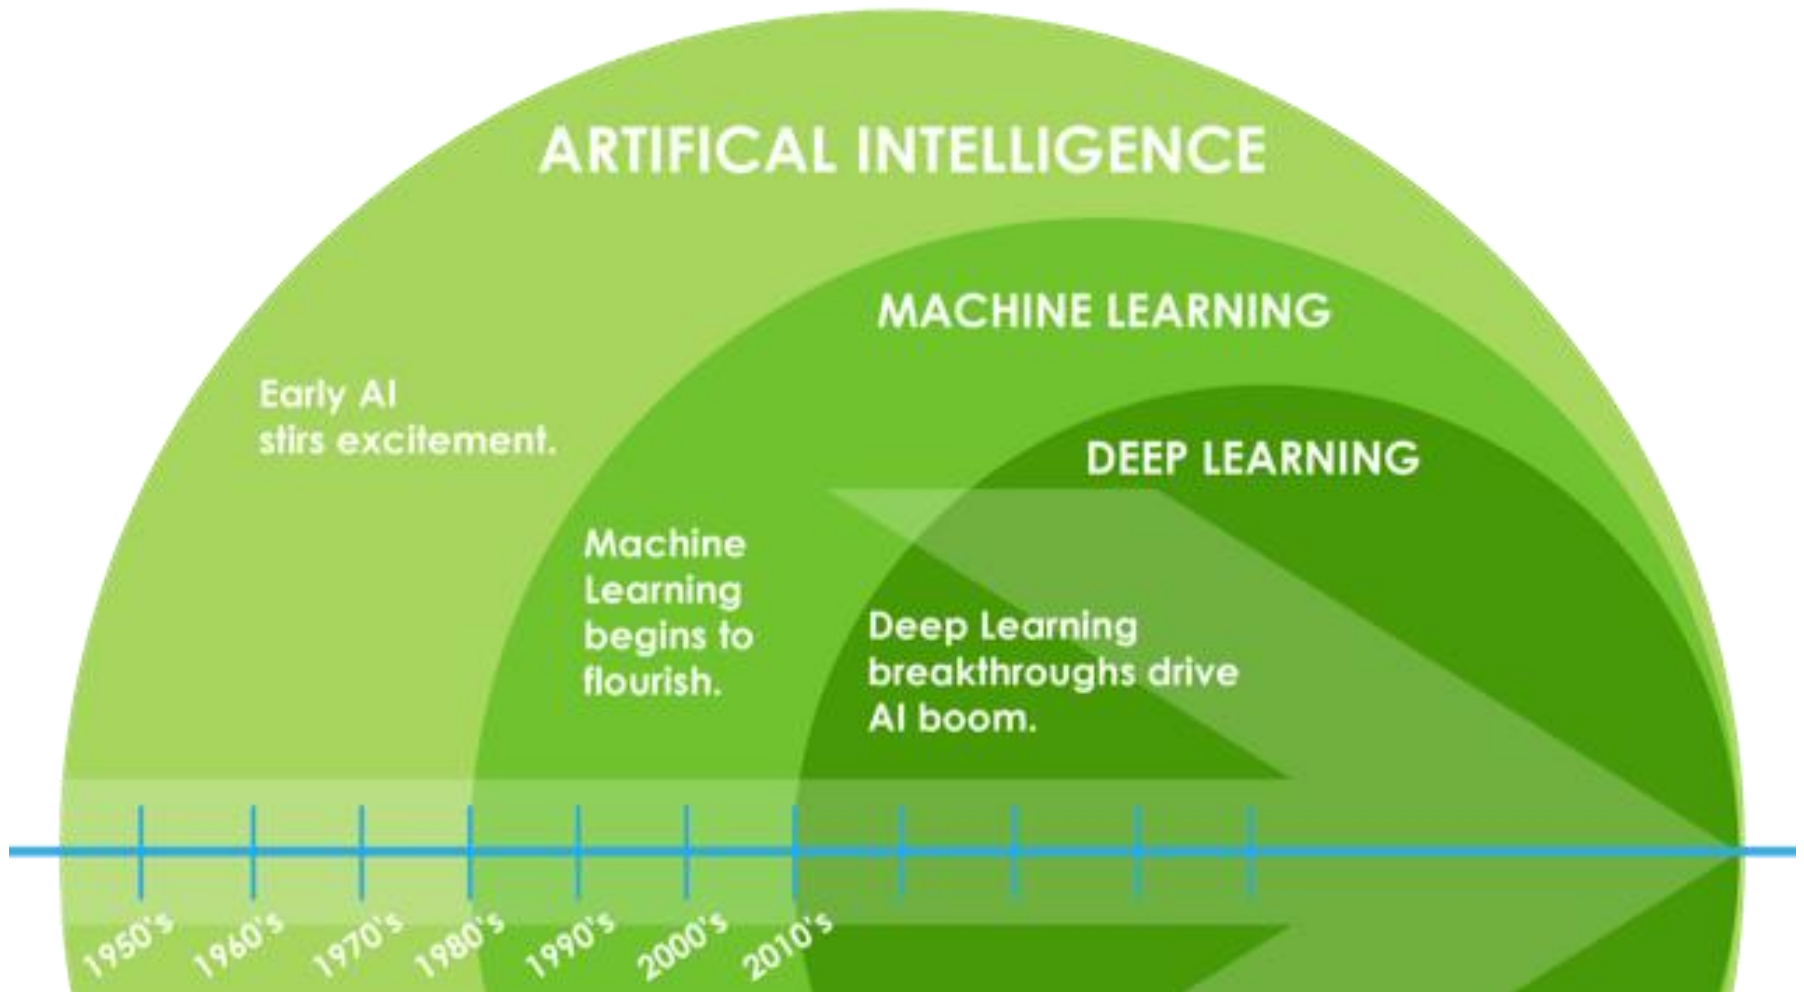 ARTIFICAL INTELLIGENCE
MACHINE LEARNING
DEEP LEARNING
Early AI
stirs excitement.
Machine
Learning
begins to
flourish.
Deep Learning
breakthroughs drive
AI boom.
1950's
1960's
1970's
1980's
1990's
2000's
2010's